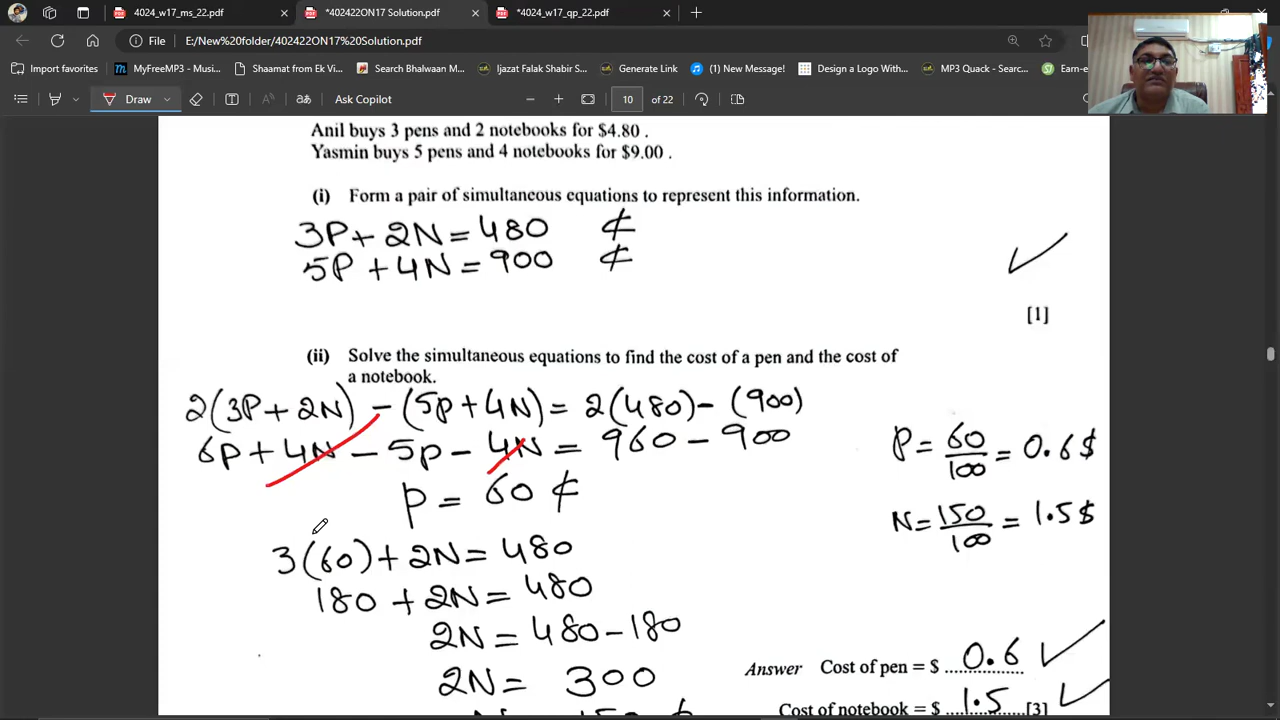 4024_w17_ms_22.pdf
*402422ON17 Solution.pdf
*4024_w17_qp_22.pdf
File E:/New%20folder/402422ON17%20Solution.pdf
Import favorites
MyFreeMP3 - Musi...
Shaamat from Ek Vi...
Search Bhalwaan M...
Ijazat Falak Shabir S...
Generate Link
(1) New Message!
Design a Logo With...
MP3 Quack - Searc...
Earn-e
Draw
Ask Copilot
10 of 22
Anil buys 3 pens and 2 notebooks for $4.80 .
Yasmin buys 5 pens and 4 notebooks for $9.00 .
(i) Form a pair of simultaneous equations to represent this information.
3P + 2N = 480 ¢
5P + 4N = 900 ¢
[1]
(ii) Solve the simultaneous equations to find the cost of a pen and the cost of
a notebook.
2(3P + 2N) - (5P + 4N) = 2(480) - (900)
6P + 4N - 5P - 4N = 960 - 900
P = 60 ¢
P = 60/100 = 0.6$
N = 150/100 = 1.5$
3(60) + 2N = 480
180 + 2N = 480
2N = 480 - 180
2N = 300
Answer Cost of pen = $ 0.6
Cost of notebook = $ 1.5 [3]